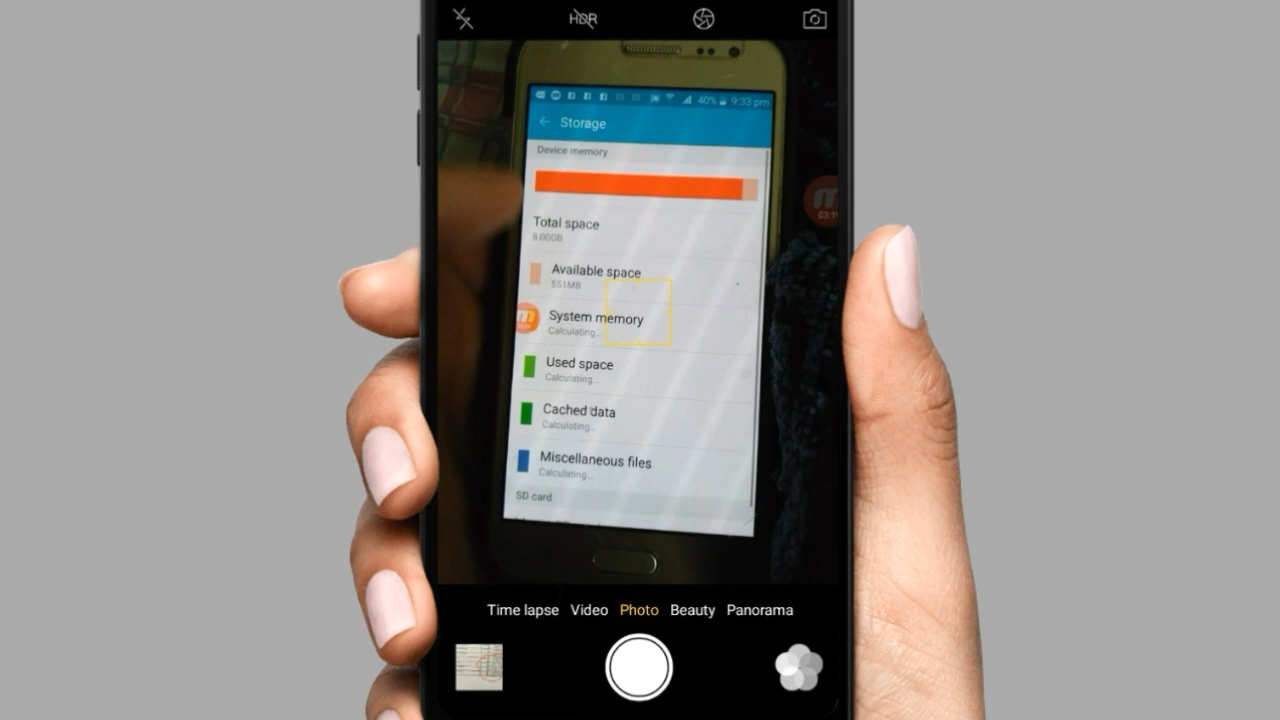 HDR
40% 9:33 pm
Storage
Device memory
Total space
8.00GB
Available space
551MB
System memory
Calculating...
Used space
Calculating...
Cached data
Calculating...
Miscellaneous files
Calculating...
SD card
Time lapse Video Photo Beauty Panorama